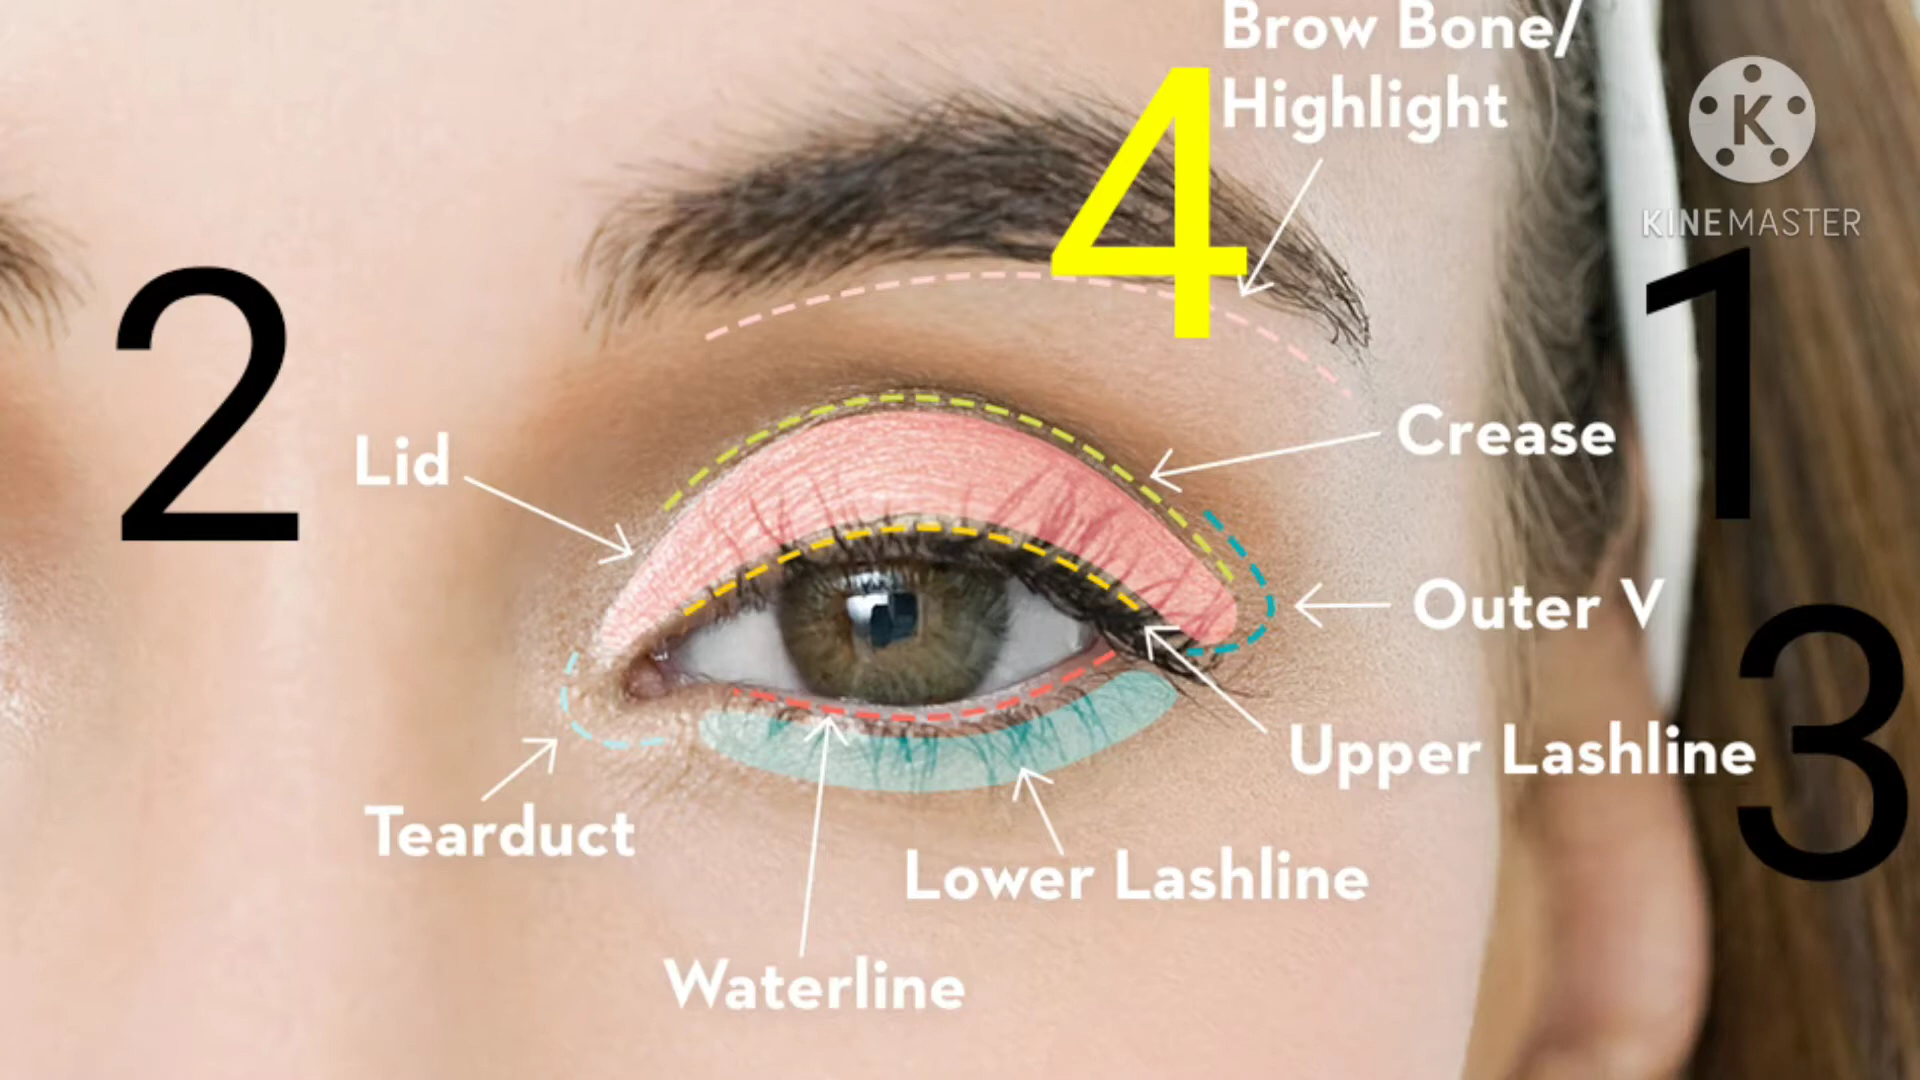 Brow Bone/
Highlight
4
K
KINEMASTER
2
1
Lid
Crease
Outer V
3
Upper Lashline
Tearduct
Lower Lashline
Waterline